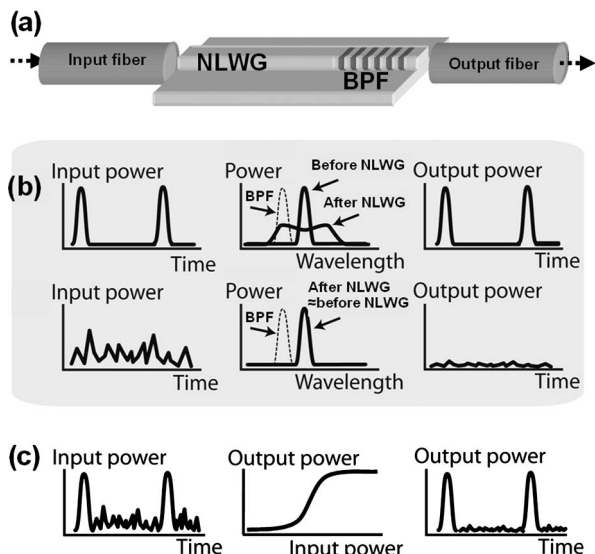 (a)
Input fiber
NLWG
BPF
Output fiber
(b)
Input power
Time
Power
BPF
Before NLWG
After NLWG
Wavelength
Output power
Time
Input power
Time
Power
BPF
After NLWG
≈before NLWG
Wavelength
Output power
Time
(c)
Input power
Time
Output power
Input power
Output power
Time